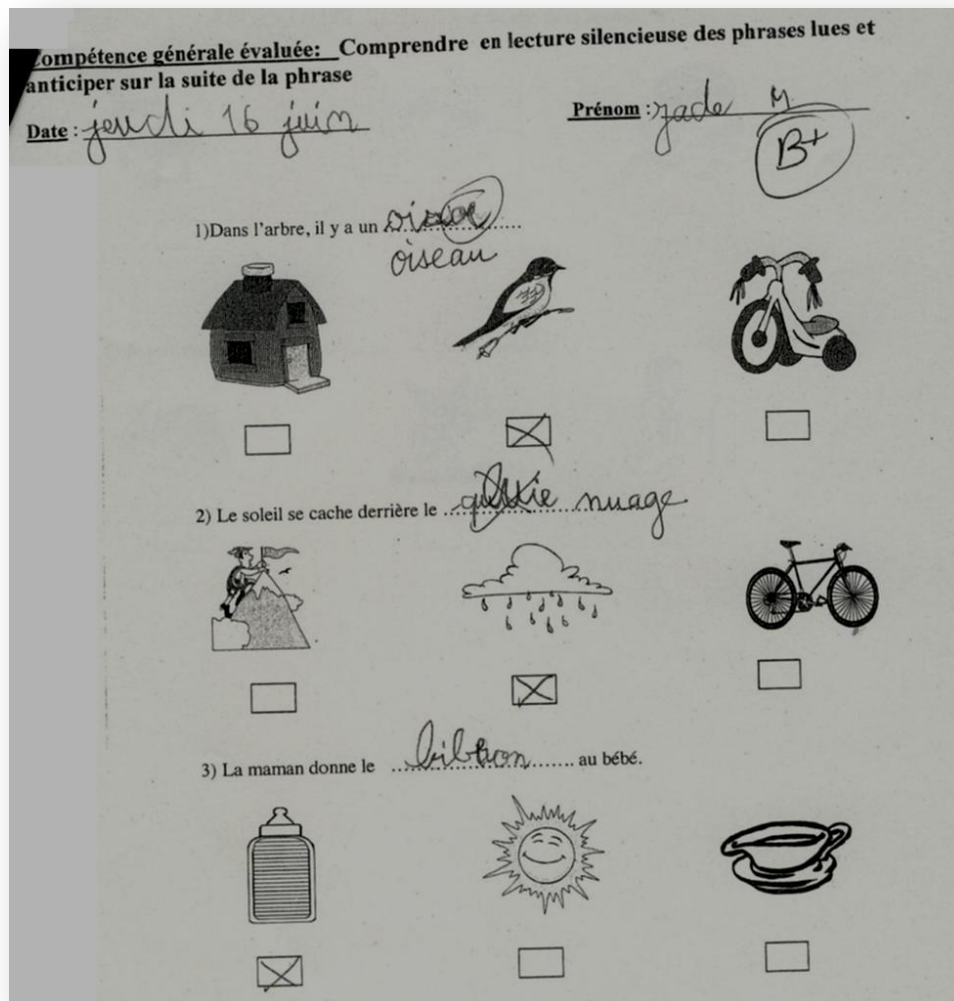 Compétence générale évaluée: Comprendre en lecture silencieuse des phrases lues et
anticiper sur la suite de la phrase
Date : jeudi 16 juin Prénom : jade M
B+
1)Dans l'arbre, il y a un
oiseau
2) Le soleil se cache derrière le nuage
3) La maman donne le bibron au bébé.